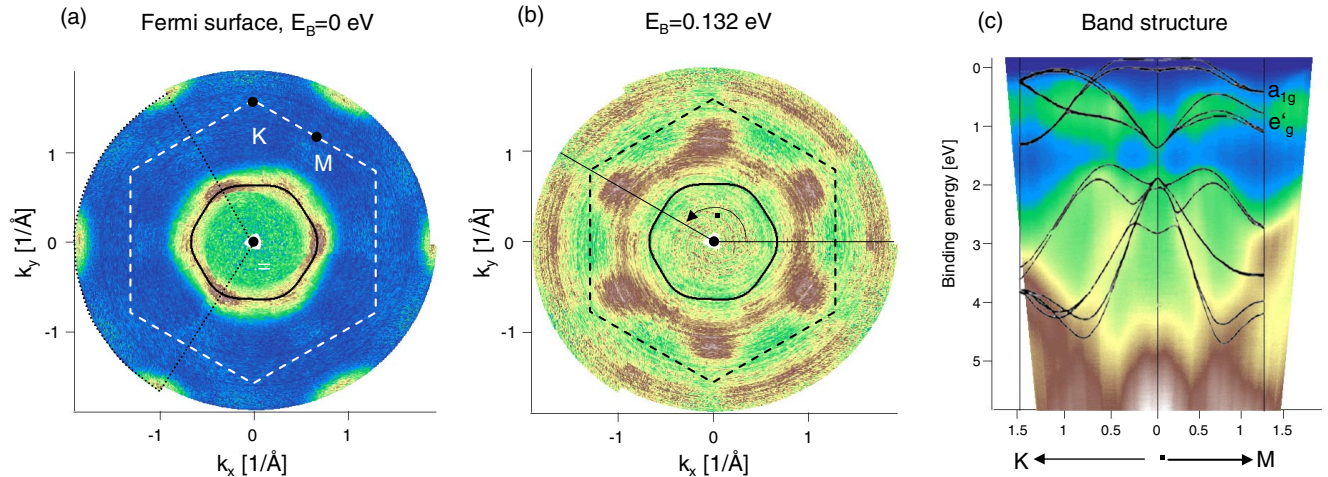 (a) Fermi surface, E_B=0 eV
K
M
=
k_y [1/Å]
1
0
-1
-1 0 1
k_x [1/Å]
(b) E_B=0.132 eV
k_y [1/Å]
1
0
-1
-1 0 1
k_x [1/Å]
(c) Band structure
Binding energy [eV]
0
1
2
3
4
5
a_1g
e'_g
1.5 1 0.5 0 0.5 1 1.5
K M